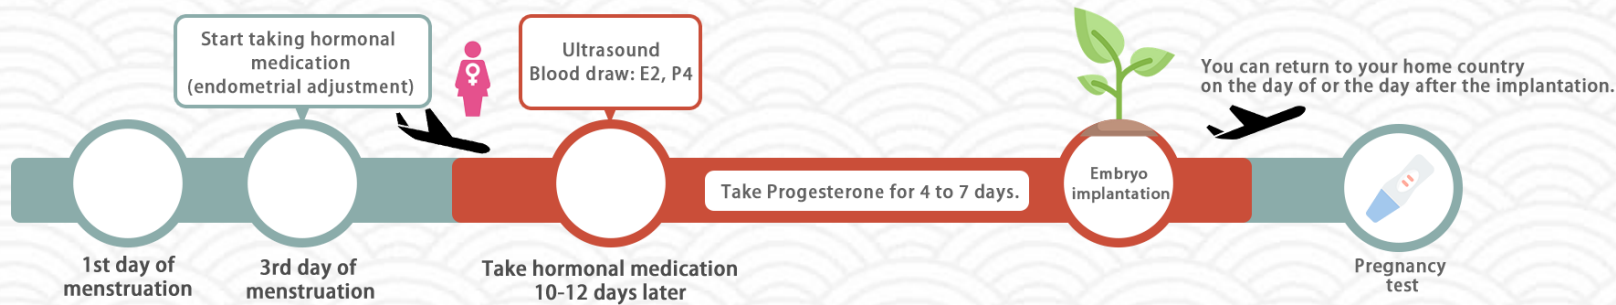 Start taking hormonal
medication
(endometrial adjustment)
Ultrasound
Blood draw: E2, P4
You can return to your home country
on the day of or the day after the implantation.
Take Progesterone for 4 to 7 days.
Embryo
implantation
1st day of
menstruation
3rd day of
menstruation
Take hormonal medication
10-12 days later
Pregnancy
test